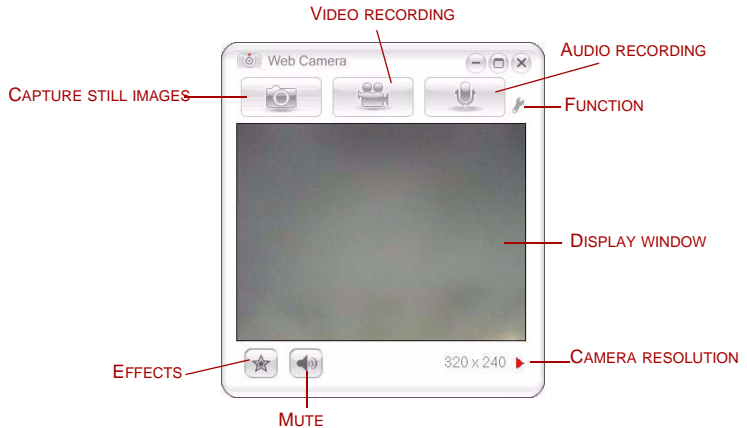 VIDEO RECORDING
AUDIO RECORDING
Web Camera
CAPTURE STILL IMAGES
FUNCTION
DISPLAY WINDOW
320 x 240
CAMERA RESOLUTION
EFFECTS
MUTE